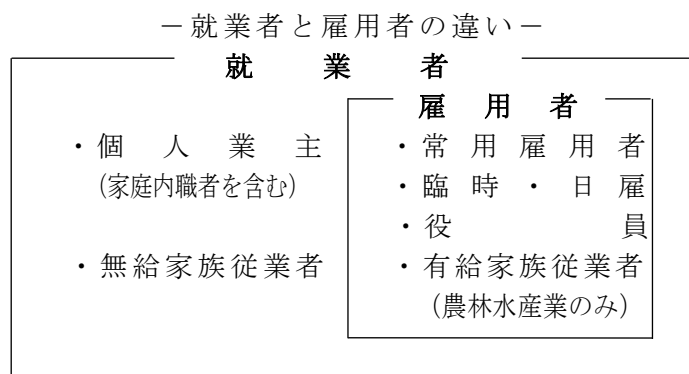 －就業者と雇用者の違い－
就業者
雇用者
・個人業主
(家庭内職者を含む)
・無給家族従業者
・常用雇用者
・臨時・日雇
・役員
・有給家族従業者
(農林水産業のみ)